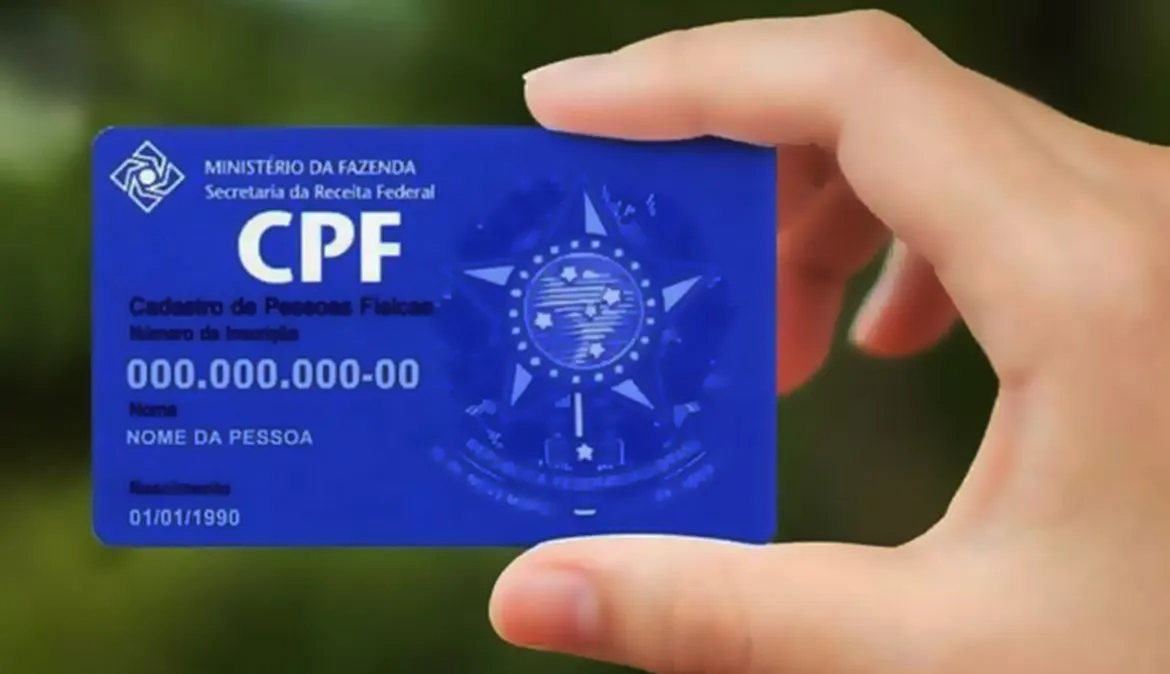 MINISTÉRIO DA FAZENDA
Secretaria da Receita Federal
CPF
Cadastro de Pessoas Físicas
Número de Inscrição
000.000.000-00
Nome
NOME DA PESSOA
Nascimento
01/01/1990